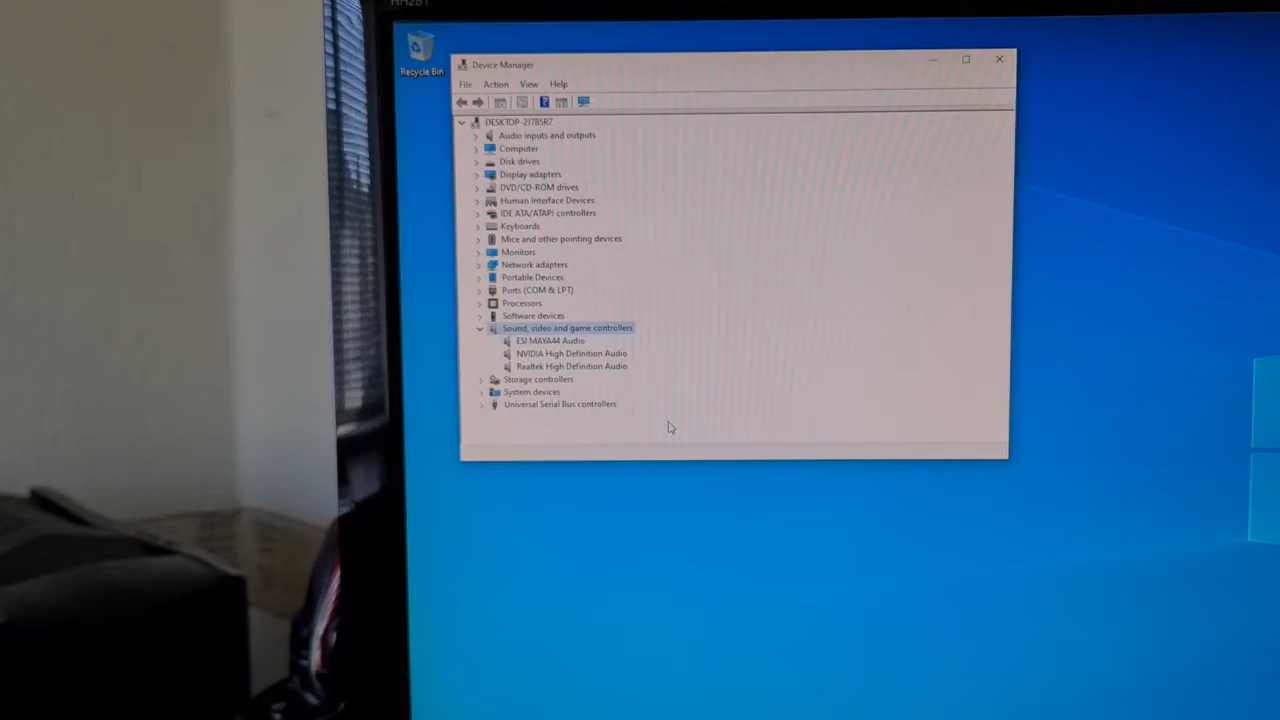 HH281
Recycle Bin
Device Manager
File Action View Help
DESKTOP-2J785R7
Audio inputs and outputs
Computer
Disk drives
Display adapters
DVD/CD-ROM drives
Human Interface Devices
IDE ATA/ATAPI controllers
Keyboards
Mice and other pointing devices
Monitors
Network adapters
Portable Devices
Ports (COM & LPT)
Processors
Software devices
Sound, video and game controllers
ESI MAYA44 Audio
NVIDIA High Definition Audio
Realtek High Definition Audio
Storage controllers
System devices
Universal Serial Bus controllers